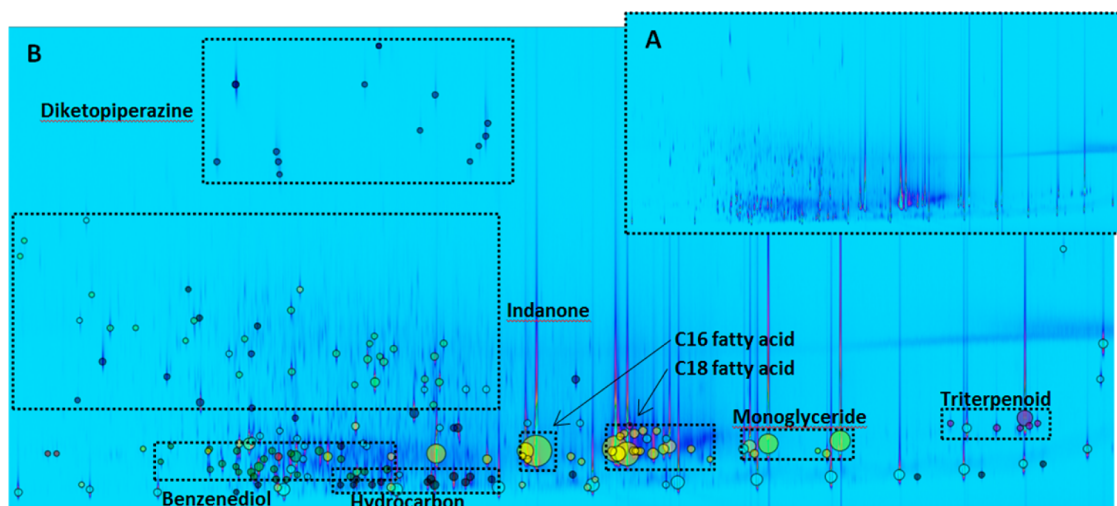 B
A
Diketopiperazine
Indanone
C16 fatty acid
C18 fatty acid
Monoglyceride
Triterpenoid
Benzenediol
Hydrocarbon